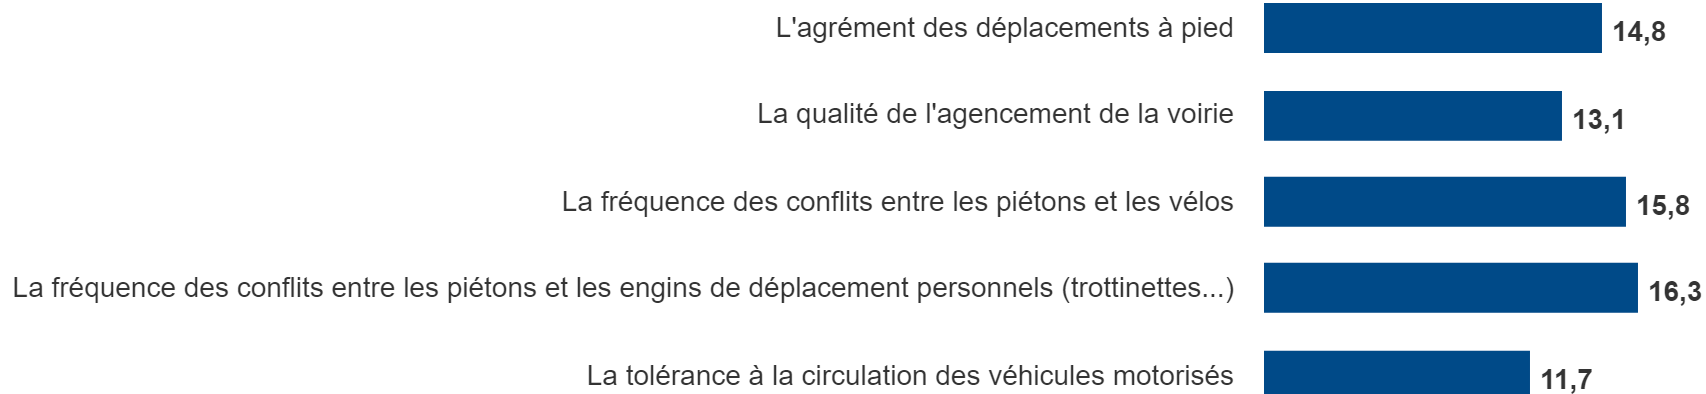 L'agrément des déplacements à pied 14,8
La qualité de l'agencement de la voirie 13,1
La fréquence des conflits entre les piétons et les vélos 15,8
La fréquence des conflits entre les piétons et les engins de déplacement personnels (trottinettes...) 16,3
La tolérance à la circulation des véhicules motorisés 11,7